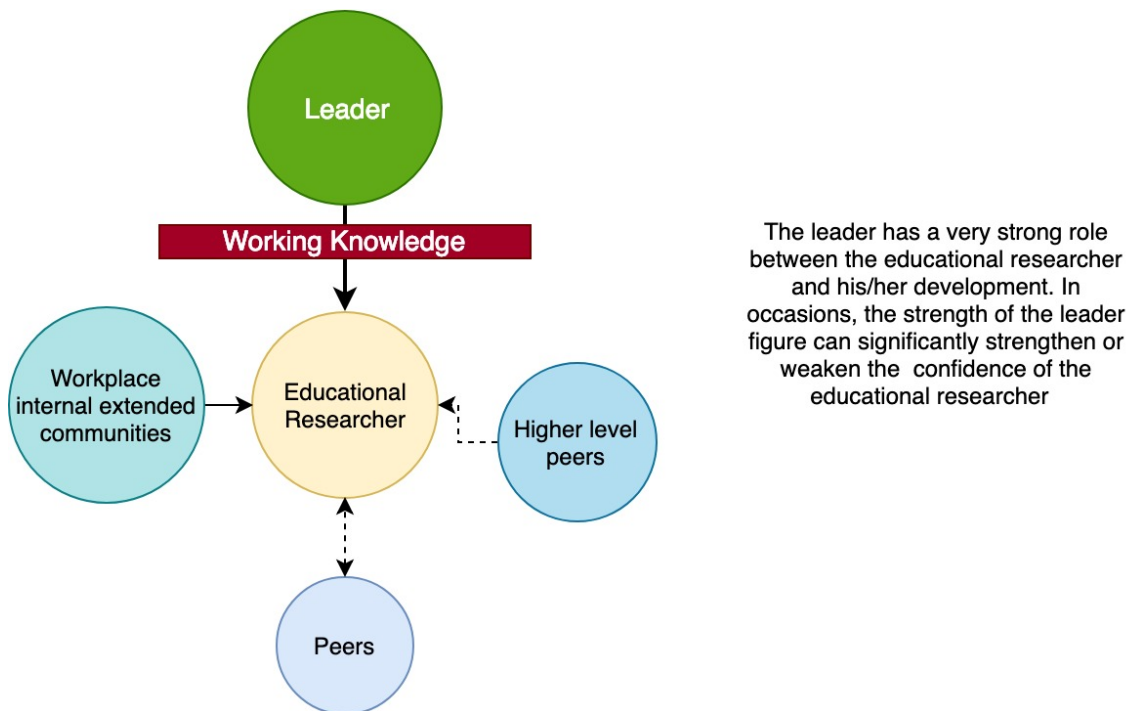 Leader
Working Knowledge
Workplace
internal extended
communities
Educational
Researcher
Higher level
peers
Peers
The leader has a very strong role
between the educational researcher
and his/her development. In
occasions, the strength of the leader
figure can significantly strengthen or
weaken the  confidence of the
educational researcher